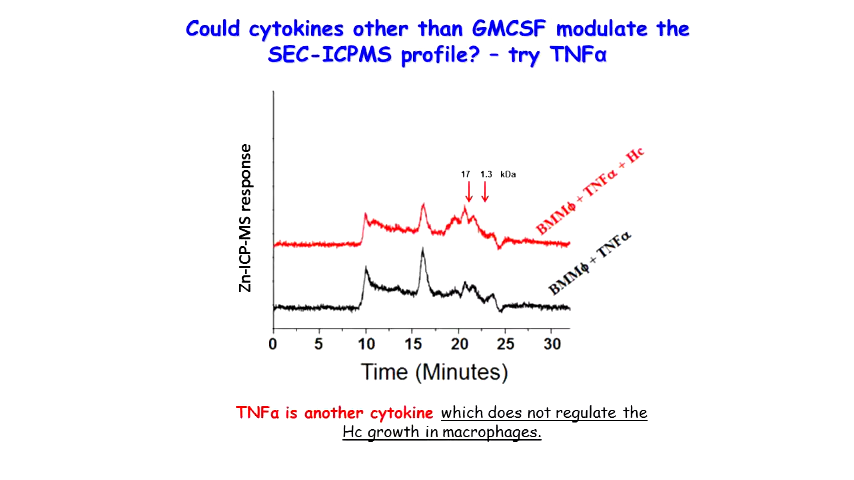 Could cytokines other than GMCSF modulate the
SEC-ICPMS profile? – try TNFα
Zn-ICP-MS response
17 1.3 kDa
BMMϕ + TNFα + Hc
BMMϕ + TNFα
0 5 10 15 20 25 30
Time (Minutes)
TNFα is another cytokine which does not regulate the
Hc growth in macrophages.